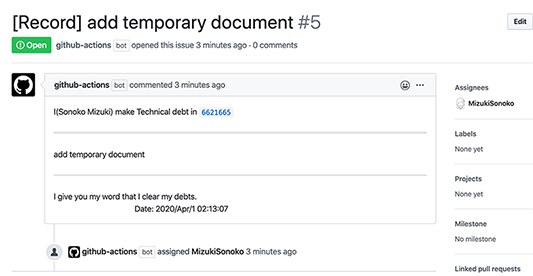 [Record] add temporary document #5
Edit
Open github-actions bot opened this issue 3 minutes ago · 0 comments
github-actions bot commented 3 minutes ago
I(Sonoko Mizuki) make Technical debt in 6621665
add temporary document
I give you my word that I clear my debts.
Date: 2020/Apr/1 02:13:07
github-actions bot assigned MizukiSonoko 3 minutes ago
Assignees
MizukiSonoko
Labels
None yet
Projects
None yet
Milestone
No milestone
Linked pull requests